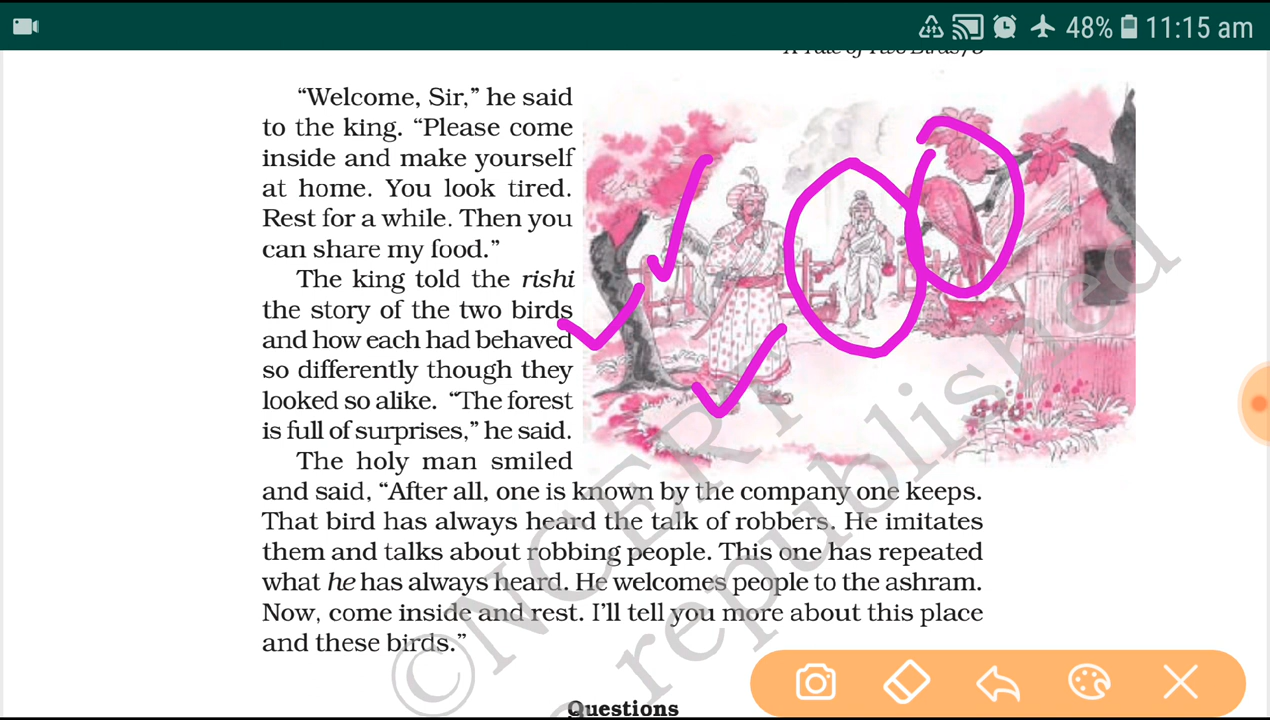 48% 11:15 am
A Tale of Two Birds/3
“Welcome, Sir,” he said
to the king. “Please come
inside and make yourself
at home. You look tired.
Rest for a while. Then you
can share my food.”
The king told the rishi
the story of the two birds
and how each had behaved
so differently though they
looked so alike. “The forest
is full of surprises,” he said.
The holy man smiled
and said, “After all, one is known by the company one keeps.
That bird has always heard the talk of robbers. He imitates
them and talks about robbing people. This one has repeated
what he has always heard. He welcomes people to the ashram.
Now, come inside and rest. I’ll tell you more about this place
and these birds.”
©NCERT
republished
Questions